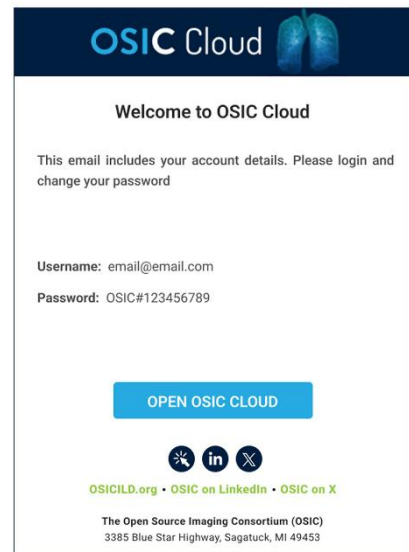 OSIC Cloud
Welcome to OSIC Cloud
This email includes your account details. Please login and
change your password
Username: email@email.com
Password: OSIC#123456789
OPEN OSIC CLOUD
in X
OSICILD.org • OSIC on LinkedIn • OSIC on X
The Open Source Imaging Consortium (OSIC)
3385 Blue Star Highway, Sagatuck, MI 49453